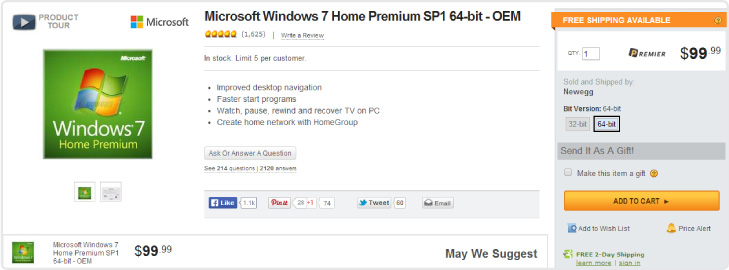 PRODUCT TOUR
Microsoft
Microsoft Windows 7 Home Premium SP1 64-bit - OEM
(1,625) | Write a Review
In stock. Limit 5 per customer.
Improved desktop navigation
Faster start programs
Watch, pause, rewind and recover TV on PC
Create home network with HomeGroup
Ask Or Answer A Question
See 214 questions | 2128 answers
Like 1.1k
Pinit 28 +1 74
Tweet 60
Email
Microsoft
Windows 7
Home Premium
Microsoft Windows 7
Home Premium SP1
64-bit - OEM
$99.99
May We Suggest
FREE SHIPPING AVAILABLE
QTY: 1
PREMIER
$99.99
Sold and Shipped by:
Newegg
Bit Version: 64-bit
32-bit 64-bit
Send It As A Gift!
Make this item a gift
ADD TO CART
Add to Wish List
Price Alert
FREE 2-Day Shipping
learn more | sign in